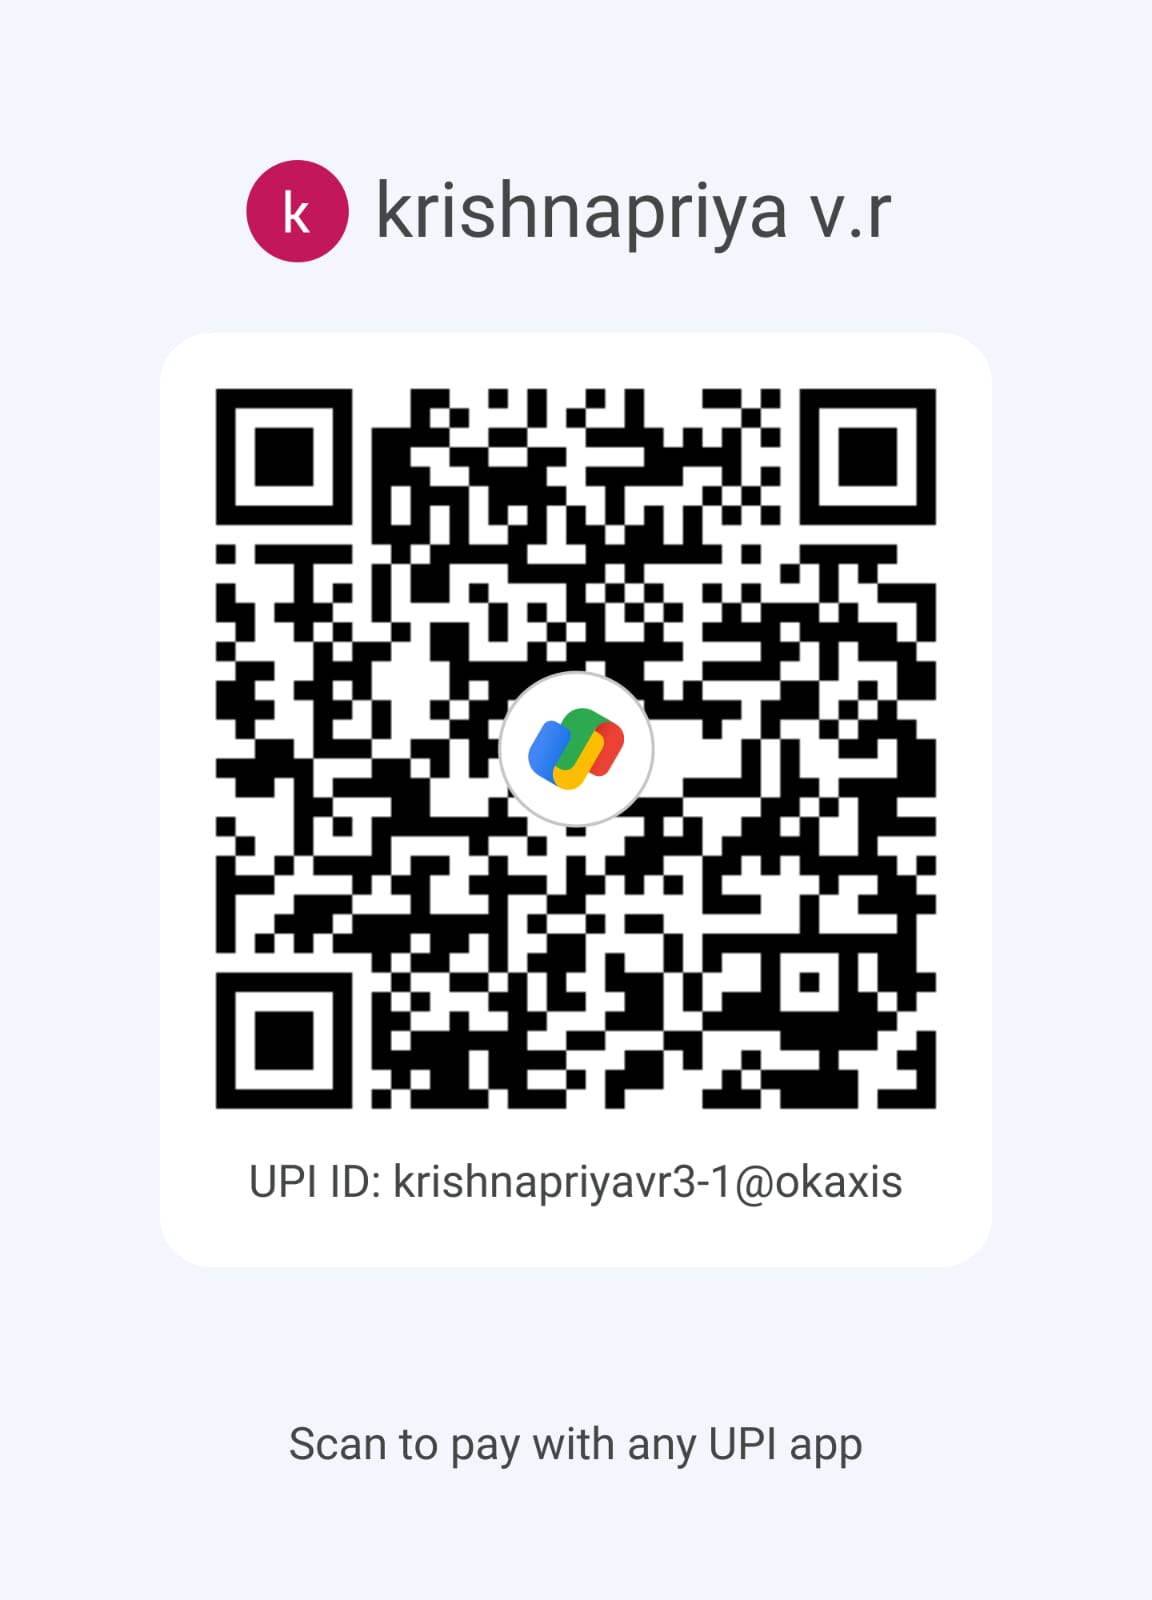 k krishnapriya v.r
UPI ID: krishnapriyavr3-1@okaxis
Scan to pay with any UPI app